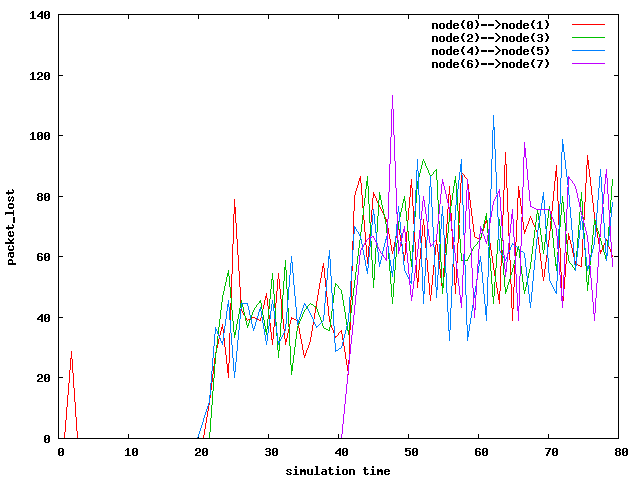 140
120
100
80
60
40
20
0
packet_lost
node(0)-->node(1)
node(2)-->node(3)
node(4)-->node(5)
node(6)-->node(7)
0 10 20 30 40 50 60 70 80
simulation time